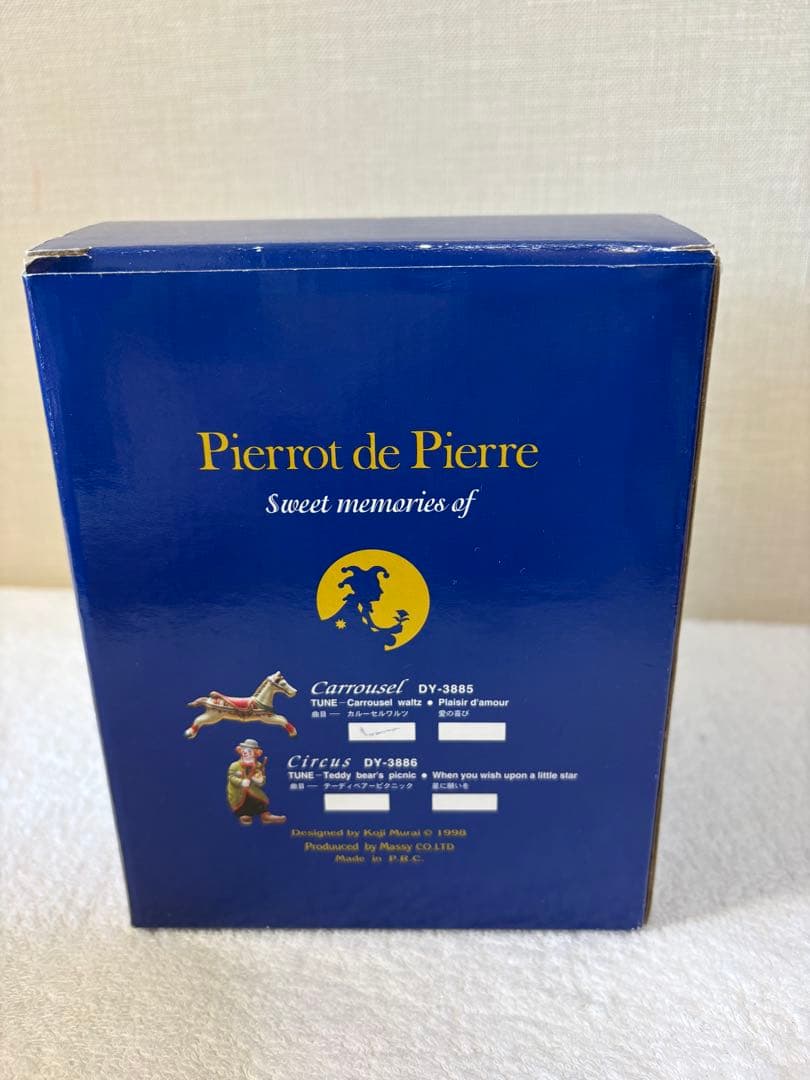 Pierrot de Pierre
Sweet memories of
Carrousel DY-3885
TUNE－Carrousel waltz ● Plaisir d'amour
曲目 ― カルーセルワルツ 愛の喜び
Circus DY-3886
TUNE－Teddy bear's picnic ● When you wish upon a little star
曲目 ― テーディベアーピクニック 星に願いを
Designed by Koji Murai © 1998
Produuced by Massy CO.LTD
Made in P.R.C.